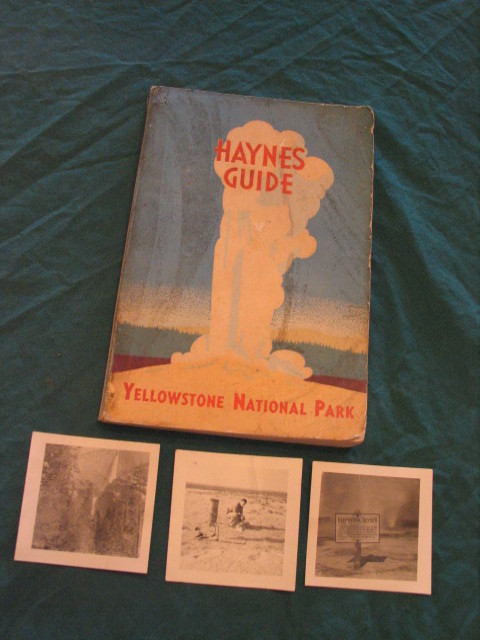 HAYNES
GUIDE
YELLOWSTONE NATIONAL PARK